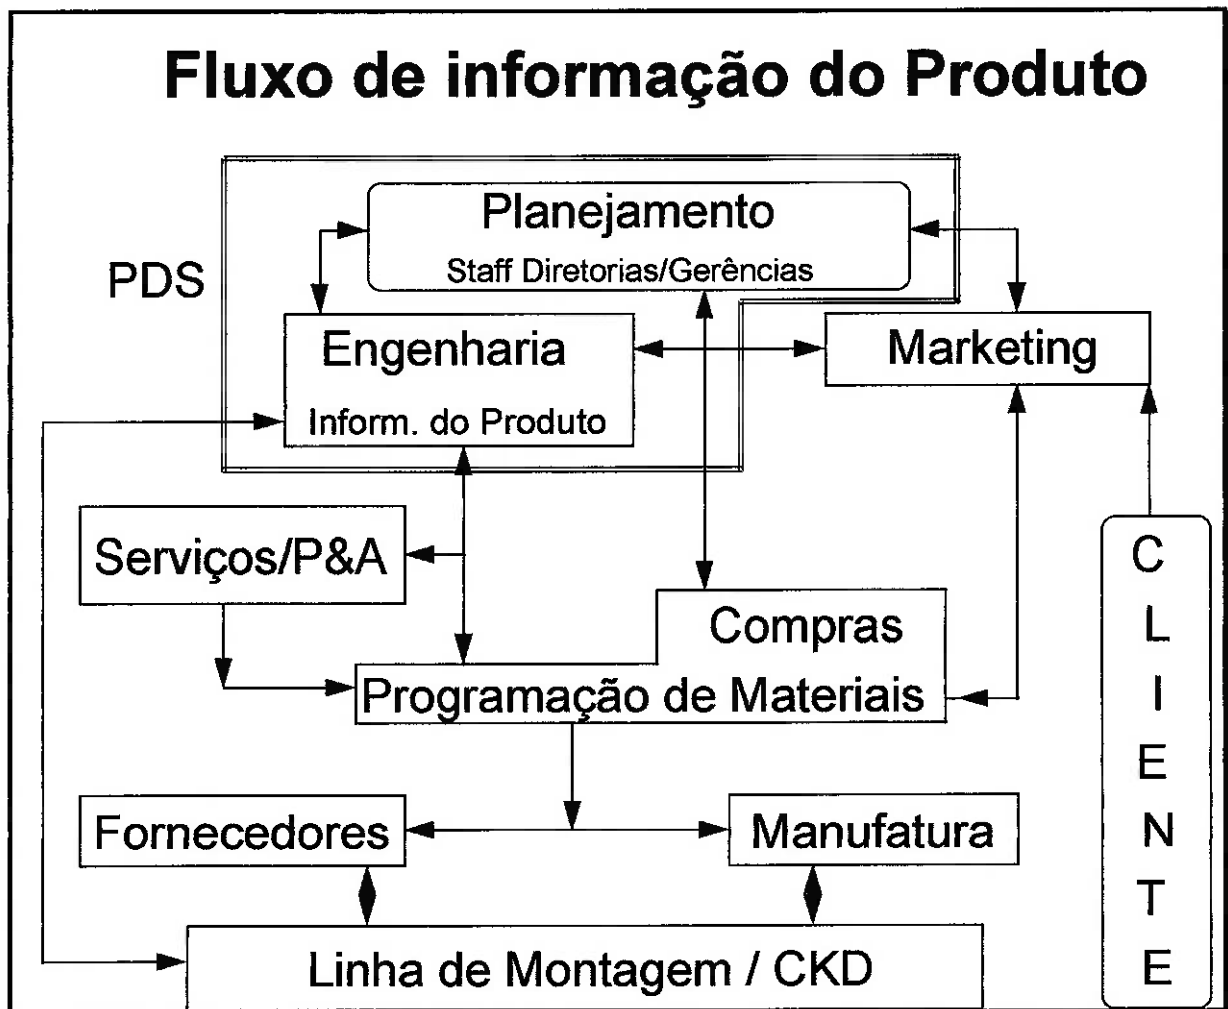 Fluxo de informação do Produto
PDS
Planejamento
Staff Diretorias/Gerências
Engenharia
Inform. do Produto
Marketing
Serviços/P&A
Compras
Programação de Materiais
Fornecedores
Manufatura
Linha de Montagem / CKD
C
L
I
E
N
T
E